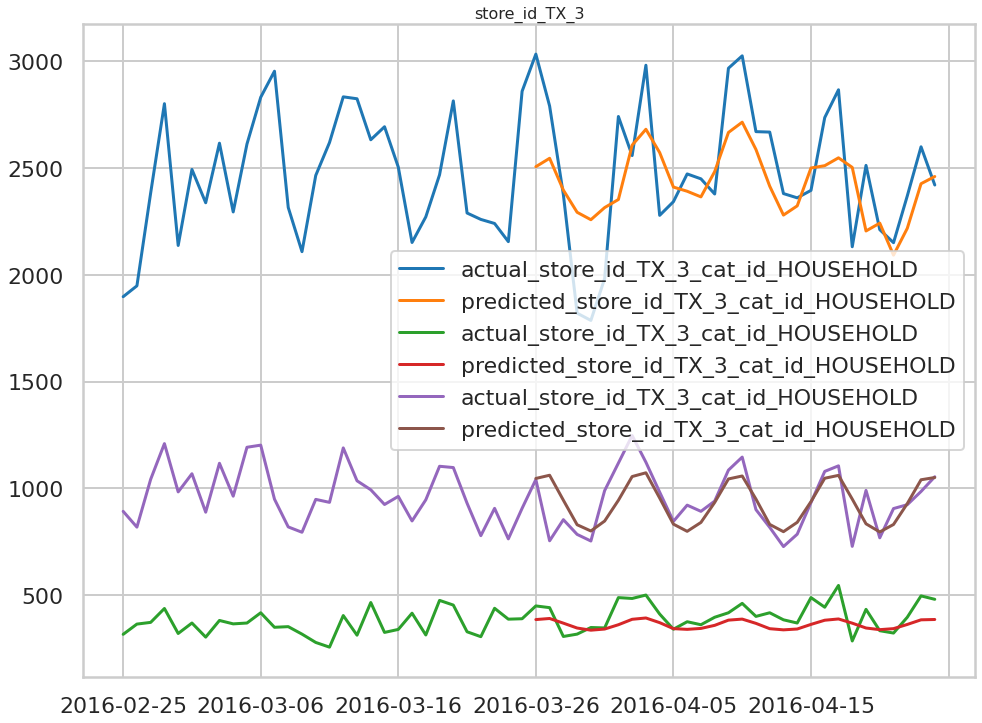 store_id_TX_3
3000
2500
2000
1500
1000
500
actual_store_id_TX_3_cat_id_HOUSEHOLD
predicted_store_id_TX_3_cat_id_HOUSEHOLD
actual_store_id_TX_3_cat_id_HOUSEHOLD
predicted_store_id_TX_3_cat_id_HOUSEHOLD
actual_store_id_TX_3_cat_id_HOUSEHOLD
predicted_store_id_TX_3_cat_id_HOUSEHOLD
2016-02-25 2016-03-06 2016-03-16 2016-03-26 2016-04-05 2016-04-15